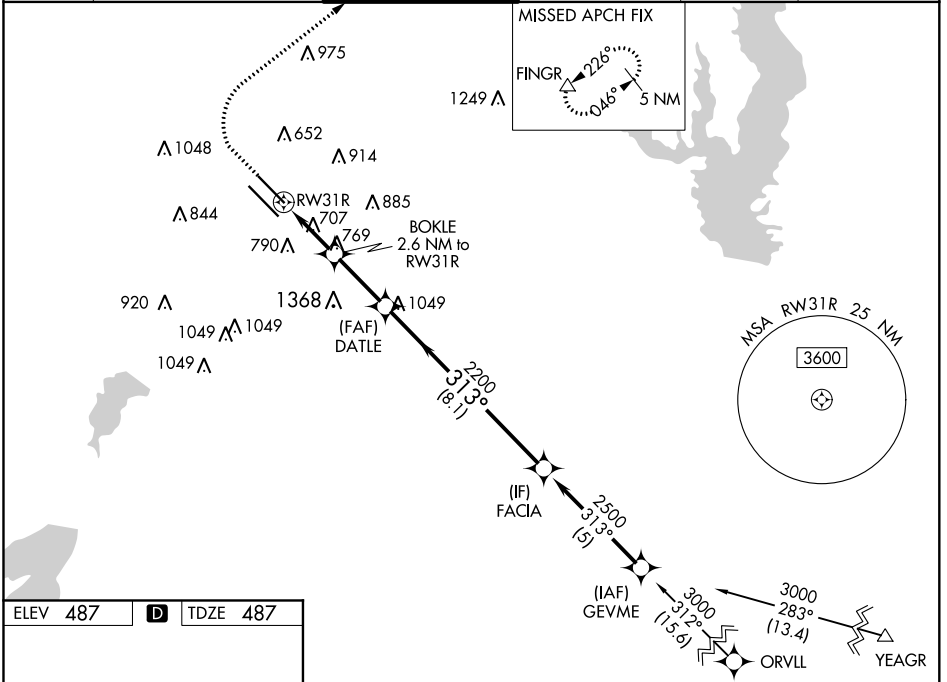 MISSED APCH FIX
975
FINGR
226°
046°
5 NM
1249
652
1048
914
RW31R
885
844
707
BOKLE
2.6 NM to
RW31R
769
790
920
1368
1049
(FAF)
DATLE
1049
1049
1049
MSA RW31R 25 NM
3600
2200
313°
(8.1)
(IF)
FACIA
2500
313°
(5)
(IAF)
GEVME
3000
312°
(15.6)
3000
283°
(13.4)
ORVLL
YEAGR
ELEV 487
D
TDZE 487